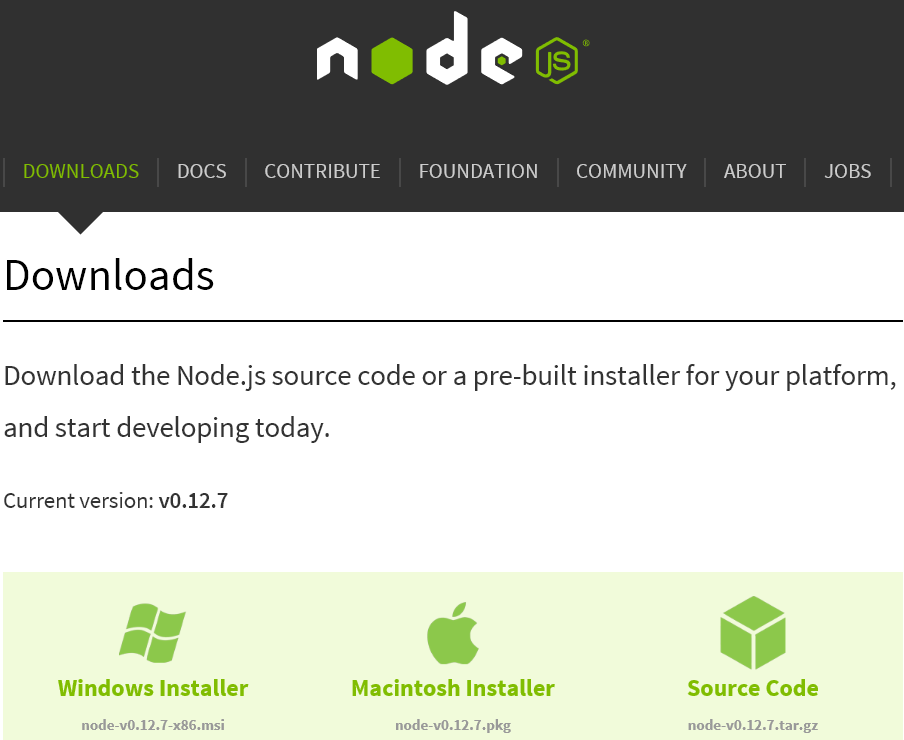 node JS ®
DOWNLOADS DOCS CONTRIBUTE FOUNDATION COMMUNITY ABOUT JOBS
Downloads
Download the Node.js source code or a pre-built installer for your platform,
and start developing today.
Current version: v0.12.7
Windows Installer Macintosh Installer Source Code
node-v0.12.7-x86.msi node-v0.12.7.pkg node-v0.12.7.tar.gz